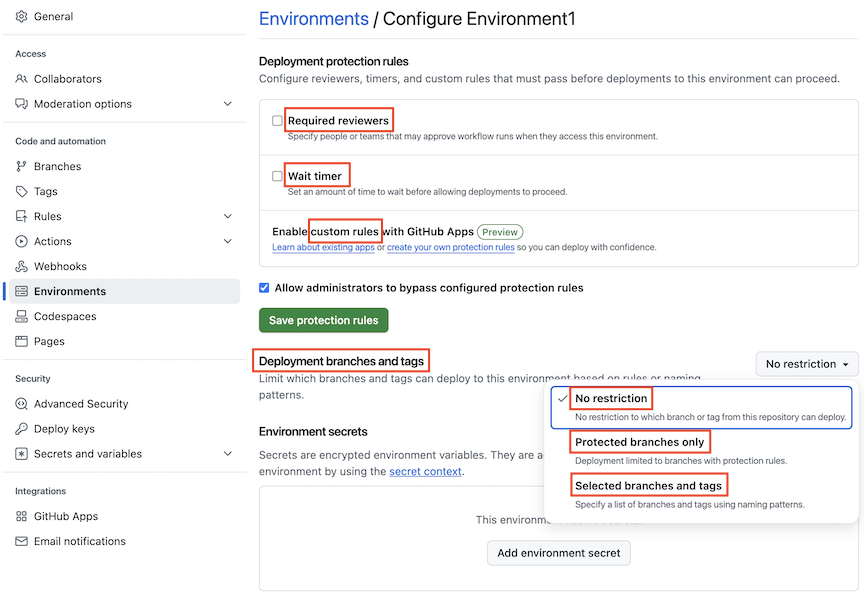 General
Access
Collaborators
Moderation options
Code and automation
Branches
Tags
Rules
Actions
Webhooks
Environments
Codespaces
Pages
Security
Advanced Security
Deploy keys
Secrets and variables
Integrations
GitHub Apps
Email notifications
Environments / Configure Environment1
Deployment protection rules
Configure reviewers, timers, and custom rules that must pass before deployments to this environment can proceed.
Required reviewers
Specify people or teams that may approve workflow runs when they access this environment.
Wait timer
Set an amount of time to wait before allowing deployments to proceed.
Enable custom rules with GitHub Apps Preview
Learn about existing apps or create your own protection rules so you can deploy with confidence.
Allow administrators to bypass configured protection rules
Save protection rules
Deployment branches and tags
No restriction
Limit which branches and tags can deploy to this environment based on rules or naming
patterns.
No restriction
No restriction to which branch or tag from this repository can deploy.
Protected branches only
Deployment limited to branches with protection rules.
Selected branches and tags
Specify a list of branches and tags using naming patterns.
Environment secrets
Secrets are encrypted environment variables. They are
environment by using the secret context.
This environment
Add environment secret